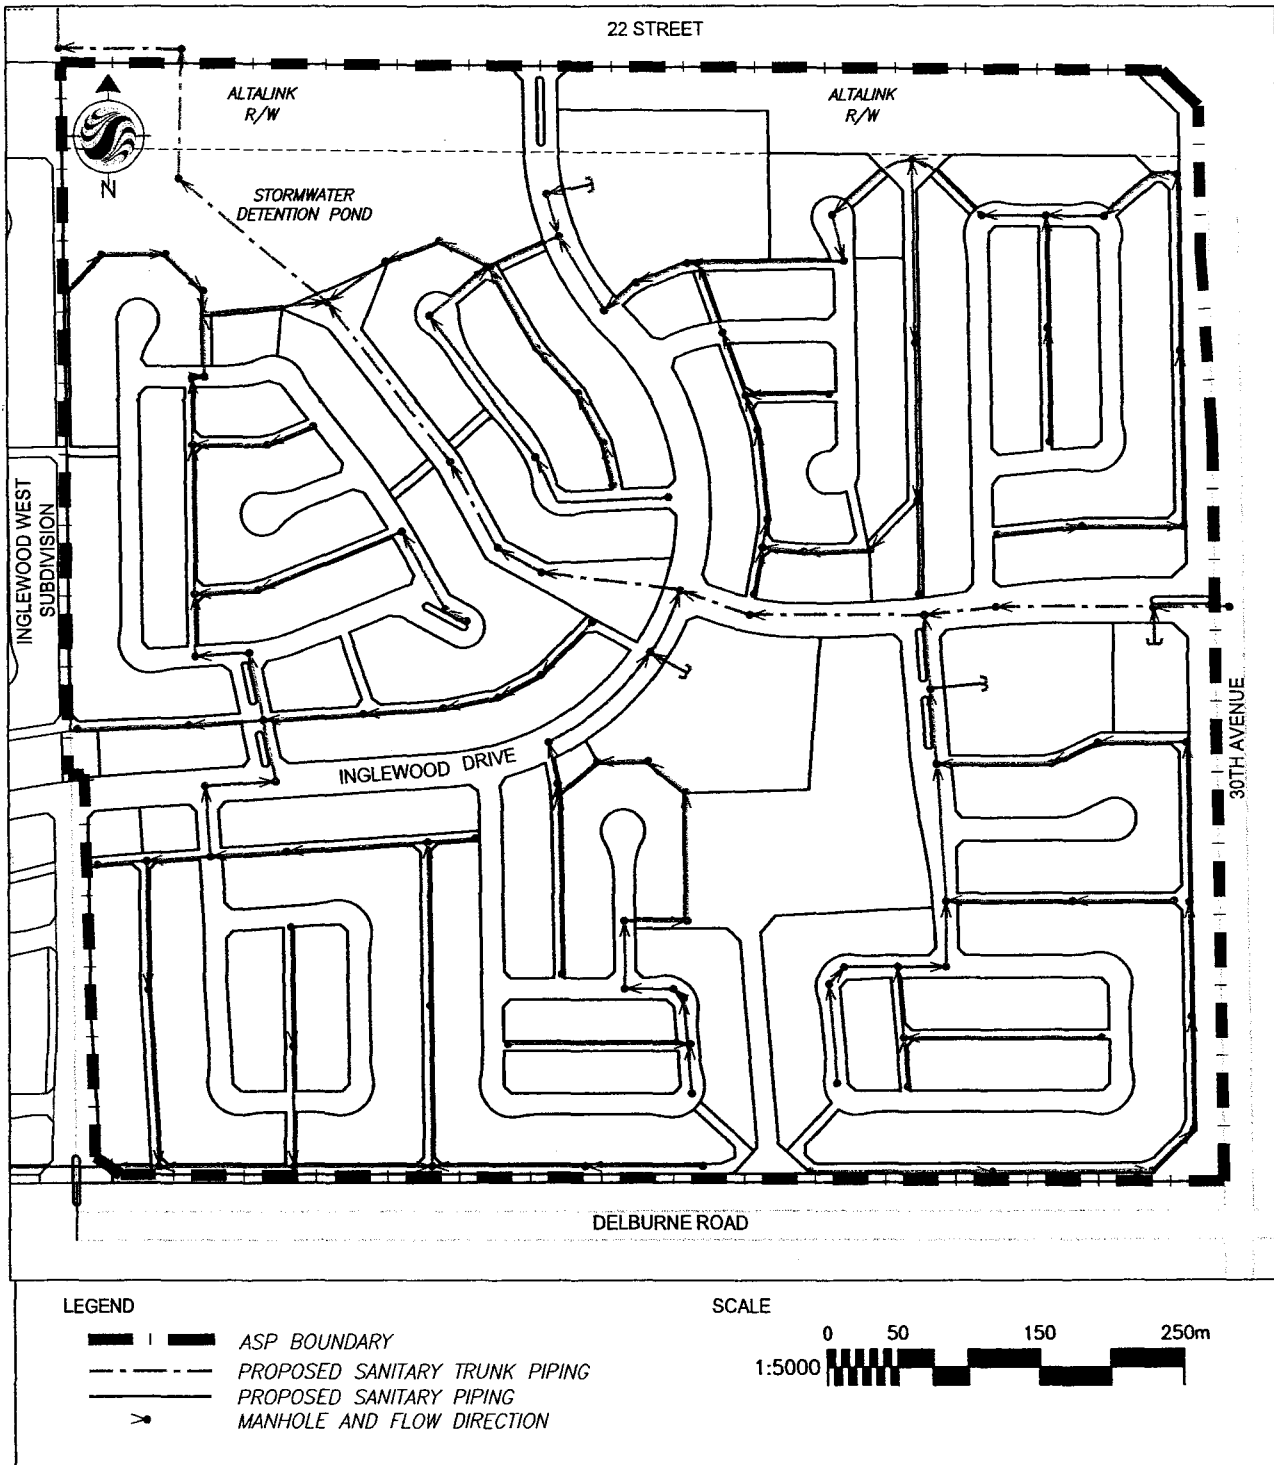 22 STREET
ALTALINK
R/W
ALTALINK
R/W
N
STORMWATER
DETENTION POND
INGLEWOOD WEST
SUBDIVISION
INGLEWOOD DRIVE
30TH AVENUE
DELBURNE ROAD
LEGEND
ASP BOUNDARY
PROPOSED SANITARY TRUNK PIPING
PROPOSED SANITARY PIPING
MANHOLE AND FLOW DIRECTION
SCALE
0 50 150 250m
1:5000